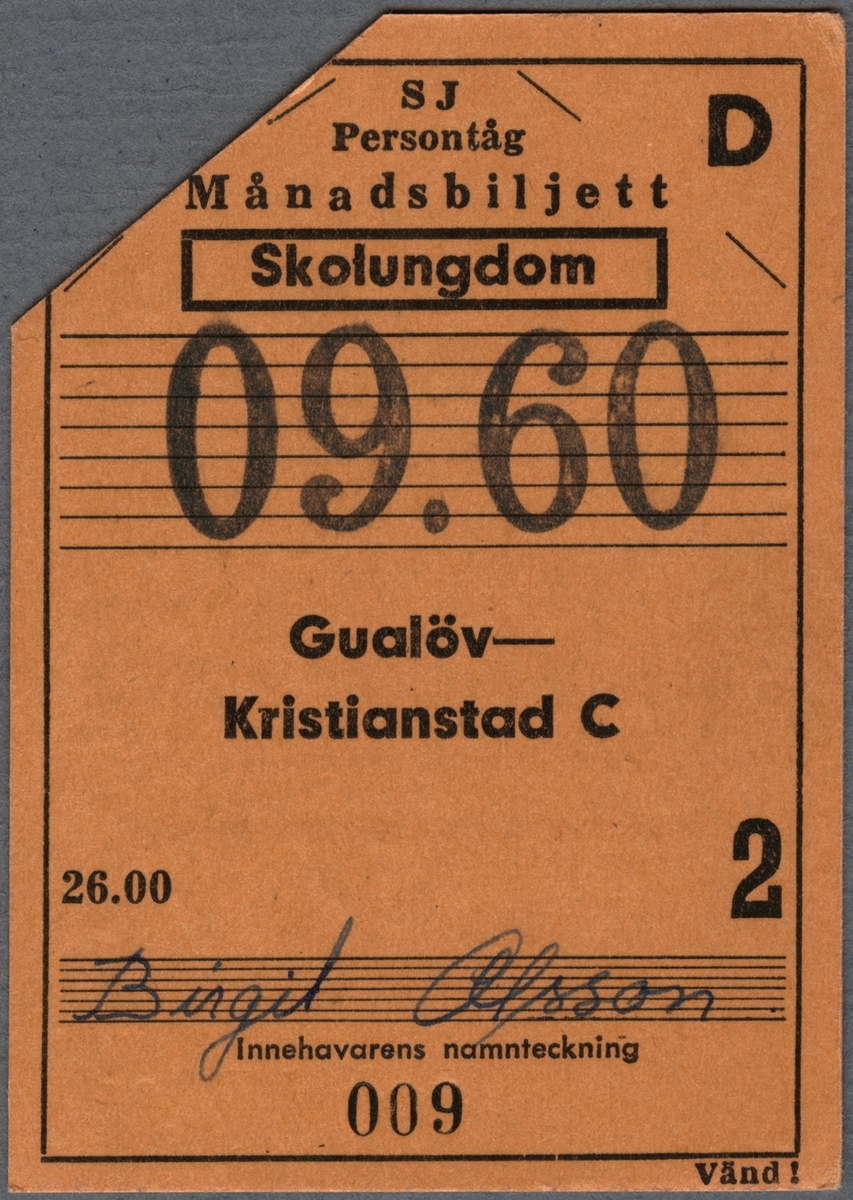 SJ
D
Persontåg
Månadsbiljett
Skolungdom
09.60
Gualöv—
Kristianstad C
26.00
2
Birgit Olsson
Innehavarens namnteckning
009
Vänd!